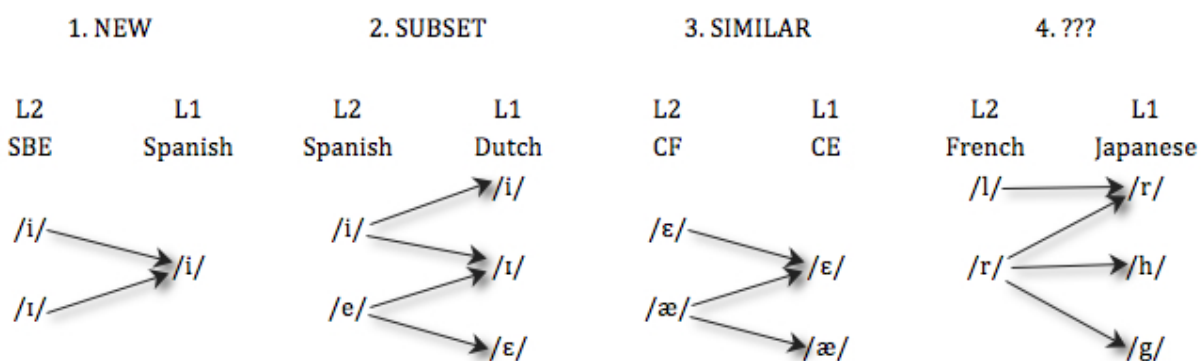 1. NEW 2. SUBSET 3. SIMILAR 4. ???
L2 L1 L2 L1 L2 L1 L2 L1
SBE Spanish Spanish Dutch CF CE French Japanese
/i/ /l/ /r/
/i/ /i/ /ɛ/
/i/ /ɪ/ /ɛ/ /r/ /h/
/ɪ/ /e/ /æ/
/ɛ/ /æ/ /g/